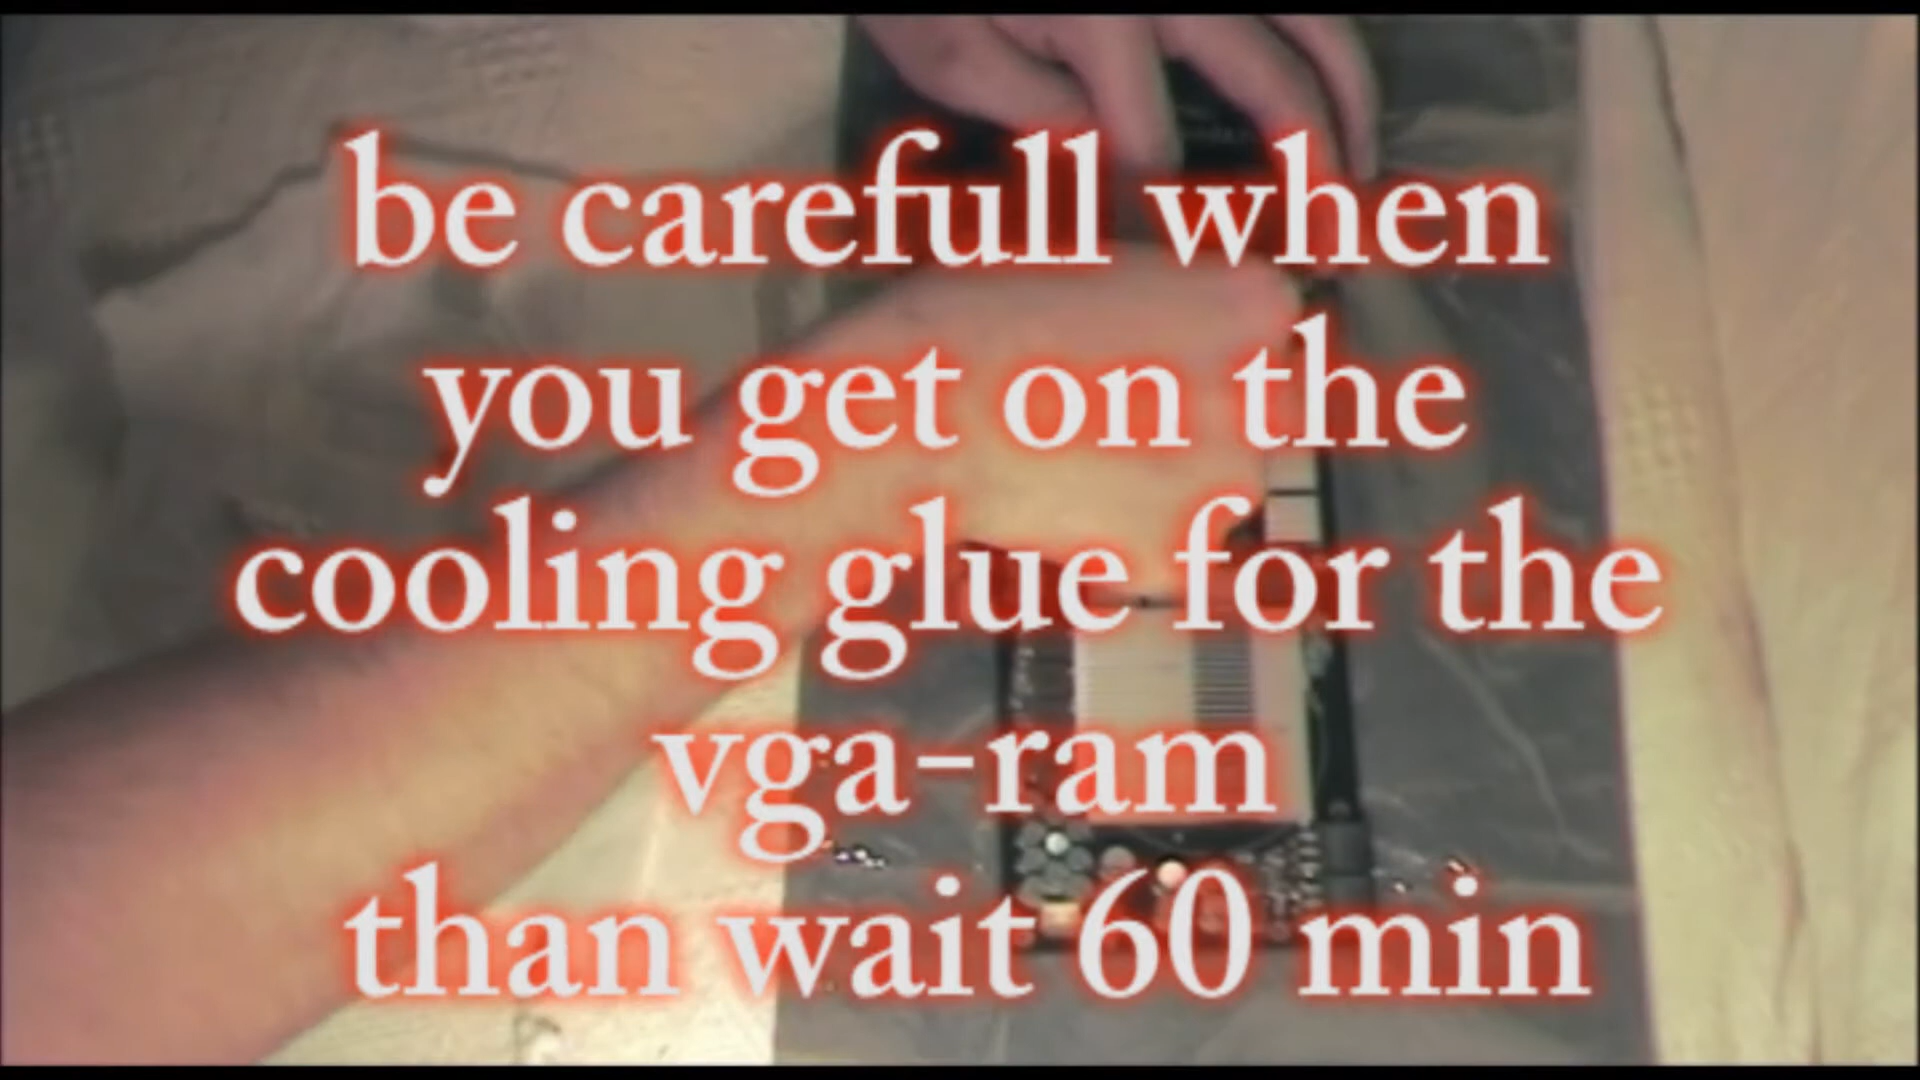 be carefull when
you get on the
cooling glue for the
vga-ram
than wait 60 min